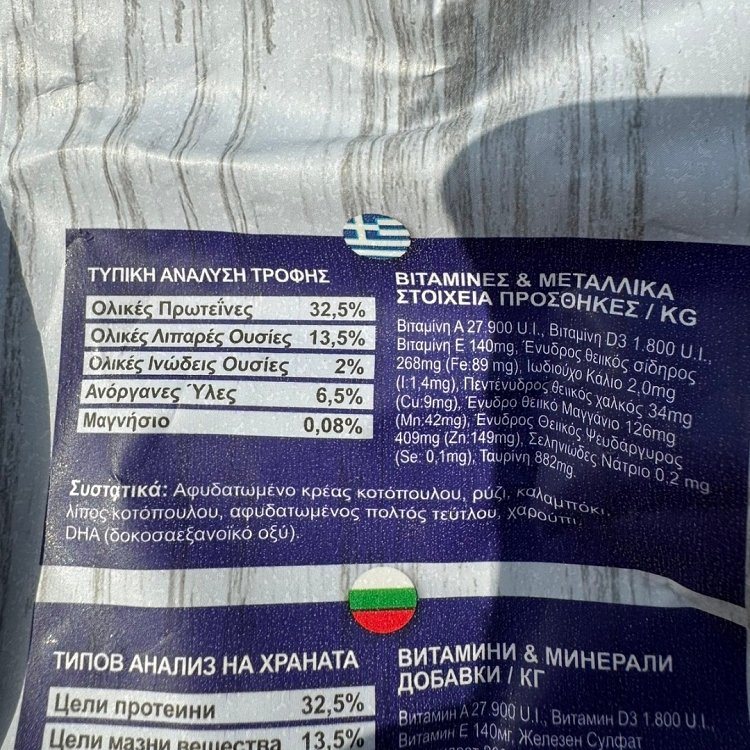 ΤΥΠΙΚΗ ΑΝΑΛΥΣΗ ΤΡΟΦΗΣ
Ολικές Πρωτεΐνες 32,5%
Ολικές Λιπαρές Ουσίες 13,5%
Ολικές Ινώδεις Ουσίες 2%
Ανόργανες Ύλες 6,5%
Μαγνήσιο 0,08%
ΒΙΤΑΜΙΝΕΣ & ΜΕΤΑΛΛΙΚΑ
ΣΤΟΙΧΕΙΑ ΠΡΟΣΘΗΚΕΣ / KG
Βιταμίνη Α 27.900 U.I., Βιταμίνη D3 1.800 U.I.,
Βιταμίνη Ε 140mg, Ένυδρος θειικός σίδηρος
268mg (Fe:89 mg), Ιωδιούχο Κάλιο 2,0mg
(I:1,4mg), Πεντένυδρος θειικός χαλκός 34mg
(Cu:9mg), Ένυδρο θειικό Μαγγάνιο 126mg
(Mn:42mg), Ένυδρος Θειικός Ψευδάργυρος
409mg (Zn:149mg), Σεληνιώδες Νάτριο 0.2 mg
(Se: 0,1mg), Ταυρίνη 882mg.
Συστατικά: Αφυδατωμένο κρέας κοτόπουλου, ρύζι, καλαμπόκι,
λίπος κοτόπουλου, αφυδατωμένος πολτός τεύτλου, χαρούπι,
DHA (δοκοσαεξανοϊκό οξύ).
ТИПОВ АНАЛИЗ НА ХРАНАТА
Цели протеини 32,5%
Цели мазни вещества 13,5%
ВИТАМИНИ & МИНЕРАЛИ
ДОБАВКИ / КГ
Витамин А 27.900 U.I., Витамин D3 1.800 U.I.,
Витамин Е 140мг, Железен Сулфат